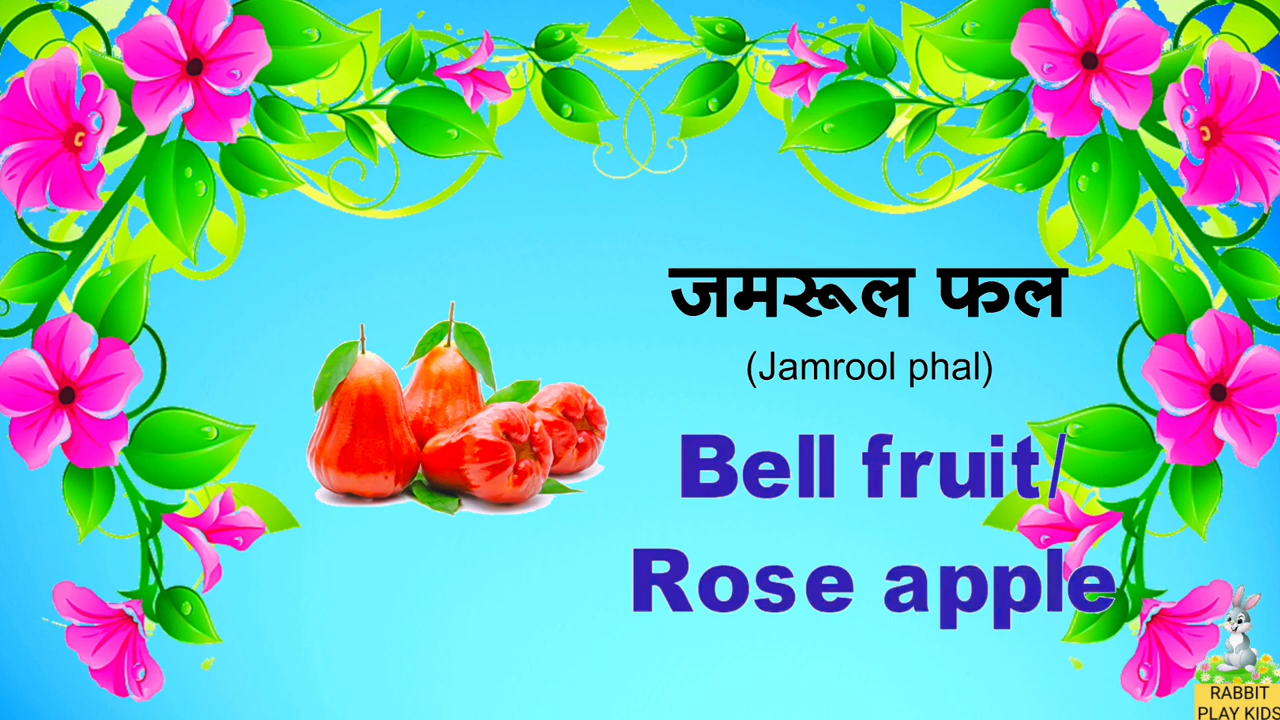 जमरूल फल
(Jamrool phal)
Bell fruit/
Rose apple
RABBIT
PLAY KIDS